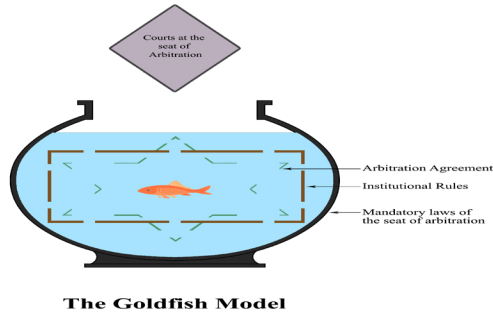 Courts at the
seat of
Arbitration
Arbitration Agreement
Institutional Rules
Mandatory laws of
the seat of arbitration
The Goldfish Model